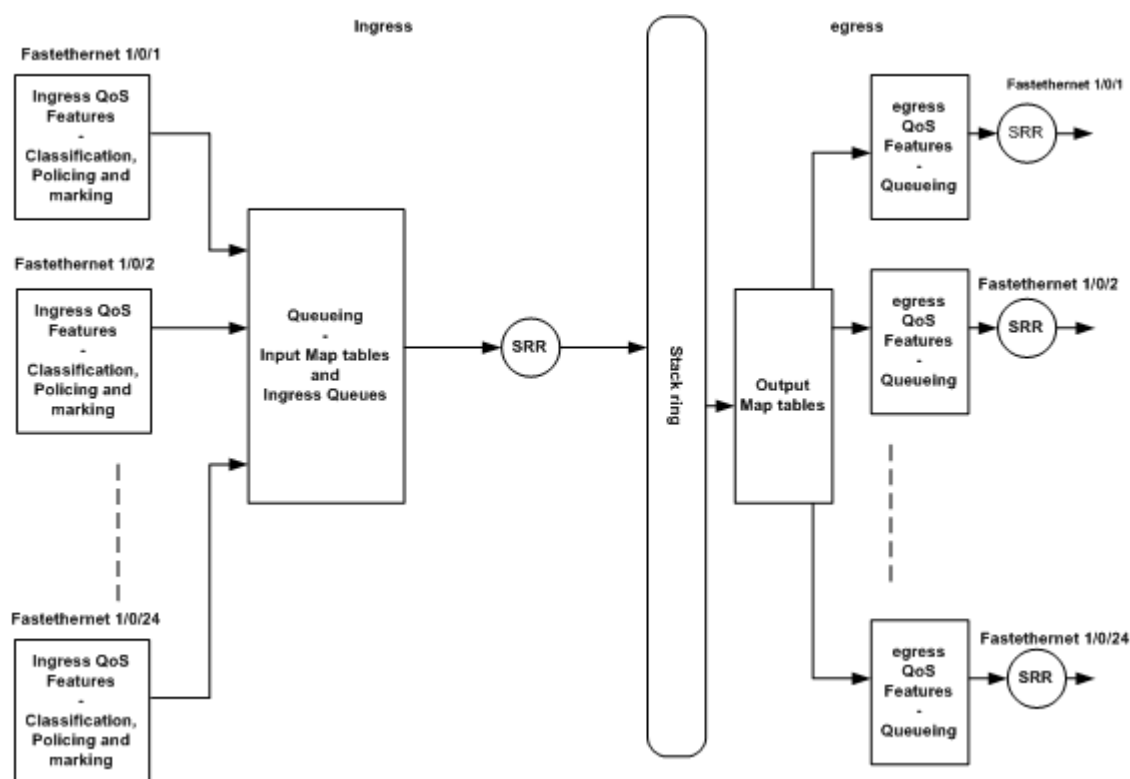 Ingress
egress
Fastethernet 1/0/1
Ingress QoS
Features
-
Classification,
Policing and
marking
Fastethernet 1/0/2
Ingress QoS
Features
-
Classification,
Policing and
marking
Fastethernet 1/0/24
Ingress QoS
Features
-
Classification,
Policing and
marking
Queueing
-
Input Map tables
and
Ingress Queues
SRR
Stack ring
Output
Map tables
egress
QoS
Features
-
Queueing
Fastethernet 1/0/1
SRR
egress
QoS
Features
-
Queueing
Fastethernet 1/0/2
SRR
egress
QoS
Features
-
Queueing
Fastethernet 1/0/24
SRR